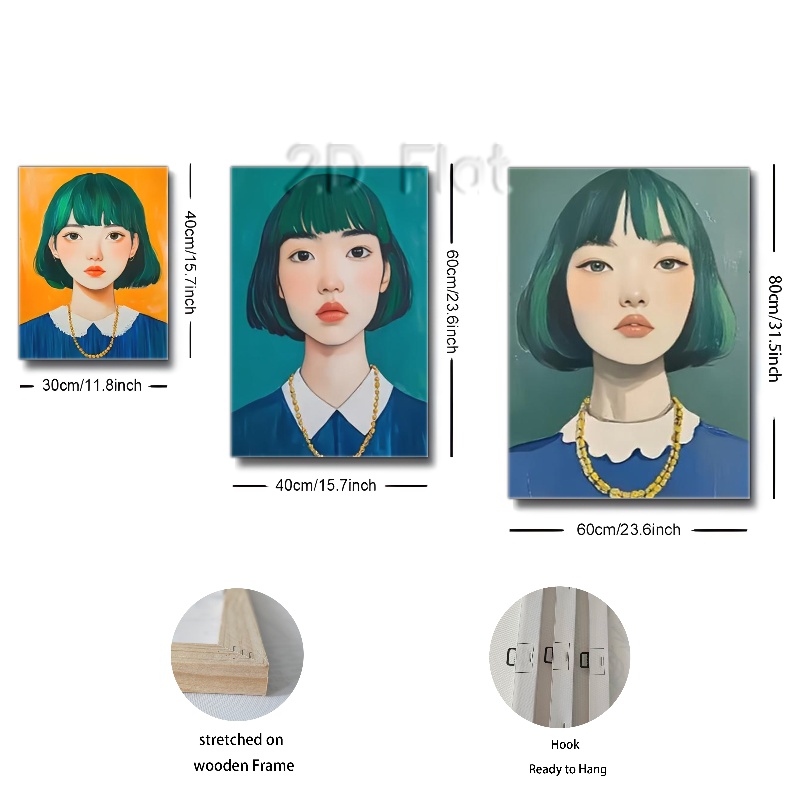 2D Flat
40cm/15.7inch
30cm/11.8inch
60cm/23.6inch
40cm/15.7inch
80cm/31.5inch
60cm/23.6inch
stretched on
wooden Frame
Hook
Ready to Hang